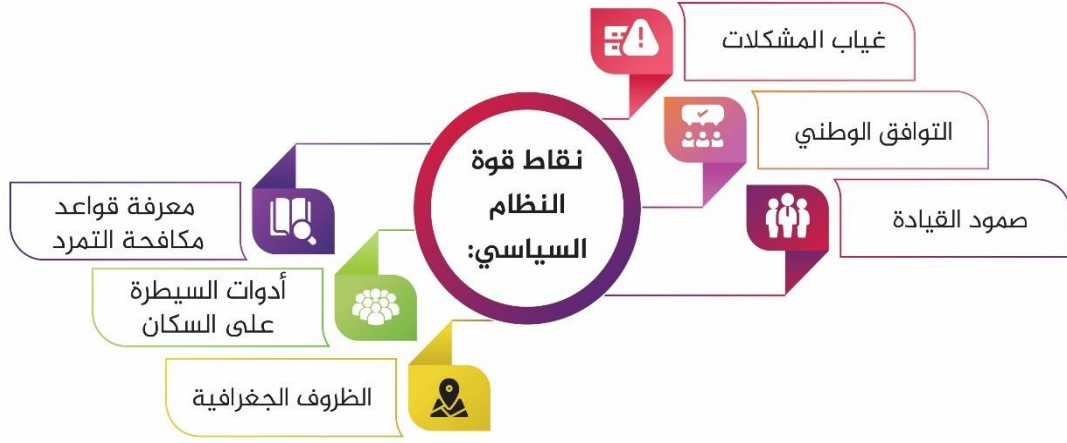 نقاط قوة
النظام
السياسي:
غياب المشكلات
التوافق الوطني
صمود القيادة
معرفة قواعد
مكافحة التمرد
أدوات السيطرة
على السكان
الظروف الجغرافية